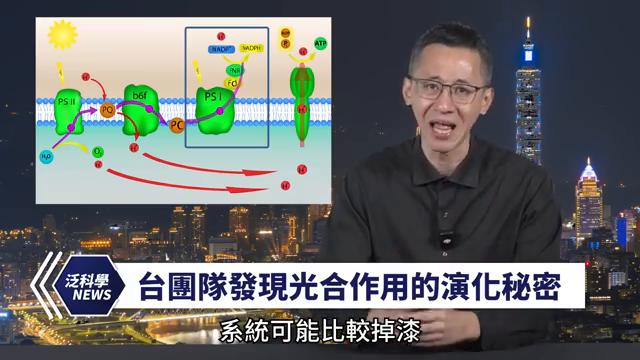 NADP⁺
NADPH
FNR
Fd
ATP
H⁺
PS II
PQ
b6f
PC
PS I
H₂O
O₂
H⁺
H⁺
泛科學
NEWS
台團隊發現光合作用的演化秘密
系統可能比較掉漆